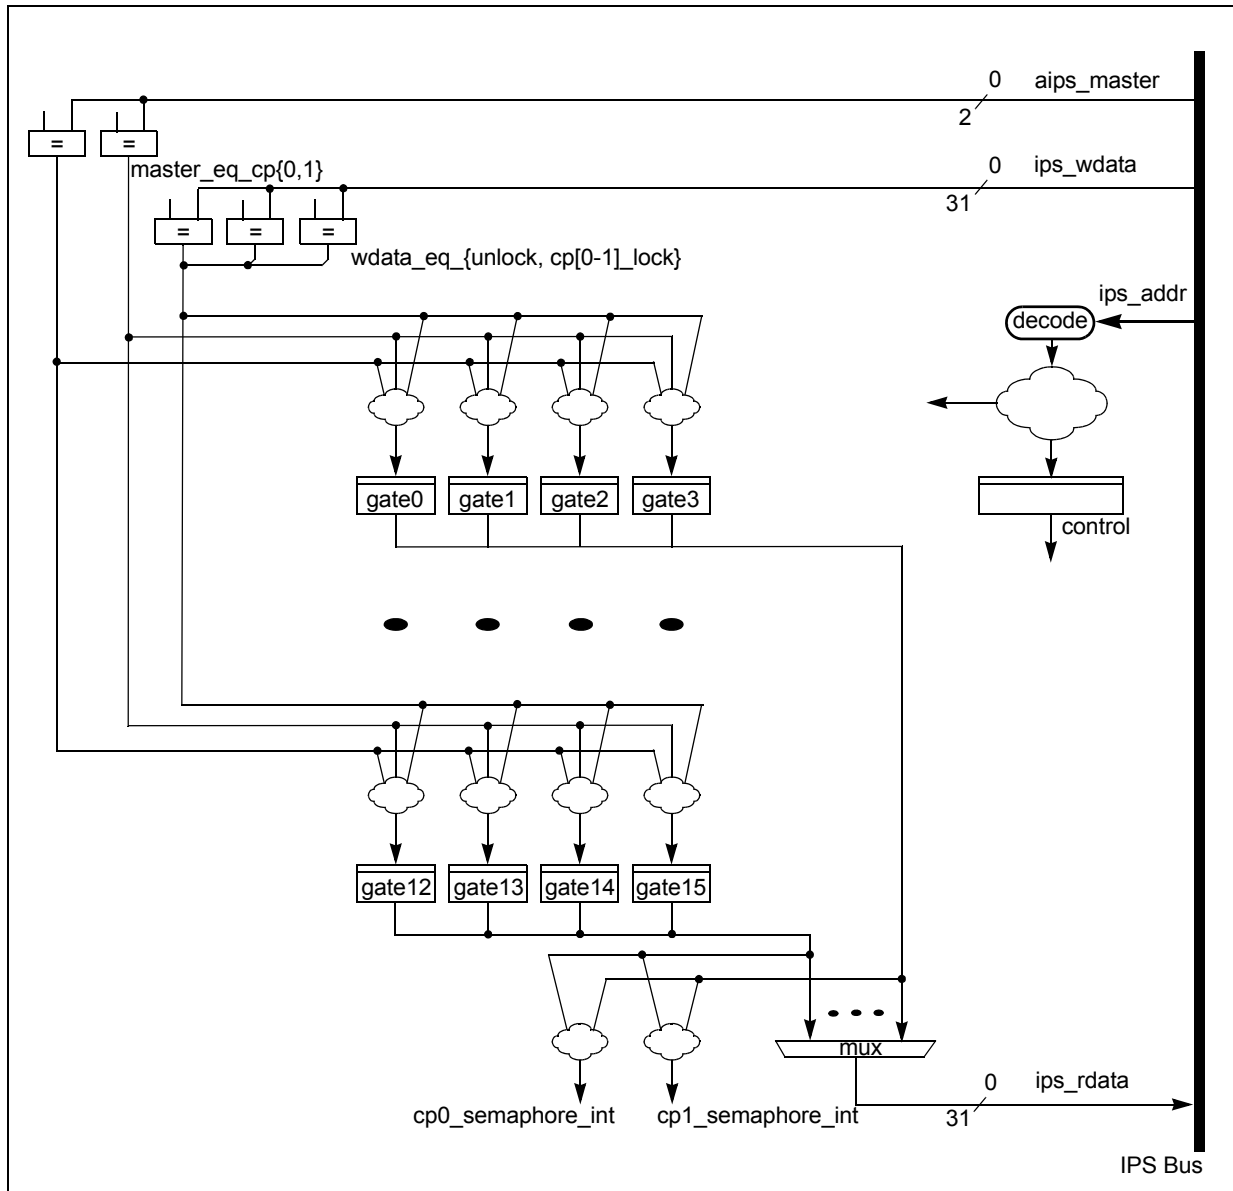 0 aips_master
2
= =
master_eq_cp{0,1}
0 ips_wdata
31
= = =
wdata_eq_{unlock, cp[0-1]_lock}
ips_addr
decode
gate0 gate1 gate2 gate3
control
gate12 gate13 gate14 gate15
mux
0 ips_rdata
31
cp0_semaphore_int cp1_semaphore_int
IPS Bus